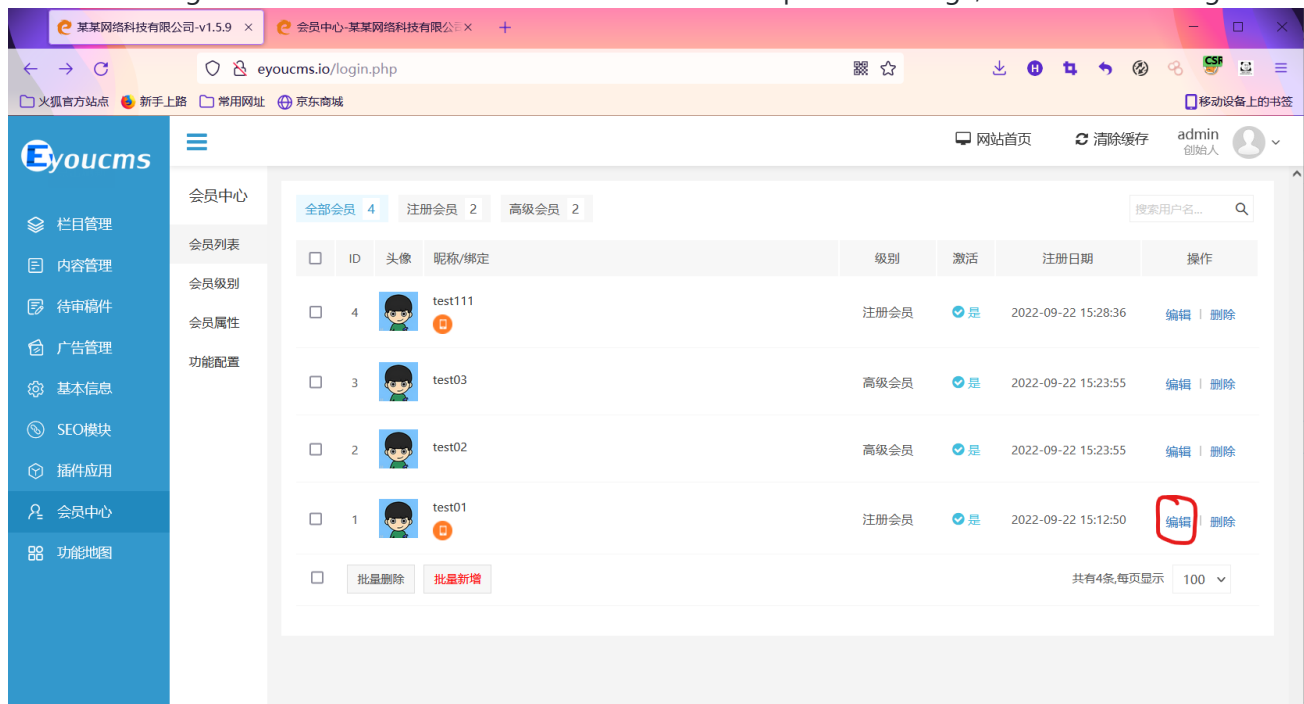 某某网络科技有限公司-v1.5.9
会员中心-某某网络科技有限公司
eyoucms.io/login.php
火狐官方站点
新手上路
常用网址
京东商城
移动设备上的书签
Eyoucms
网站首页
清除缓存
admin
创始人
栏目管理
内容管理
待审稿件
广告管理
基本信息
SEO模块
插件应用
会员中心
功能地图
会员中心
会员列表
会员级别
会员属性
功能配置
全部会员 4 注册会员 2 高级会员 2
搜索用户名...
ID 头像 昵称/绑定 级别 激活 注册日期 操作
4 test111 注册会员 是 2022-09-22 15:28:36 编辑 | 删除
3 test03 高级会员 是 2022-09-22 15:23:55 编辑 | 删除
2 test02 高级会员 是 2022-09-22 15:23:55 编辑 | 删除
1 test01 注册会员 是 2022-09-22 15:12:50 编辑 | 删除
批量删除 批量新增 共有4条,每页显示 100